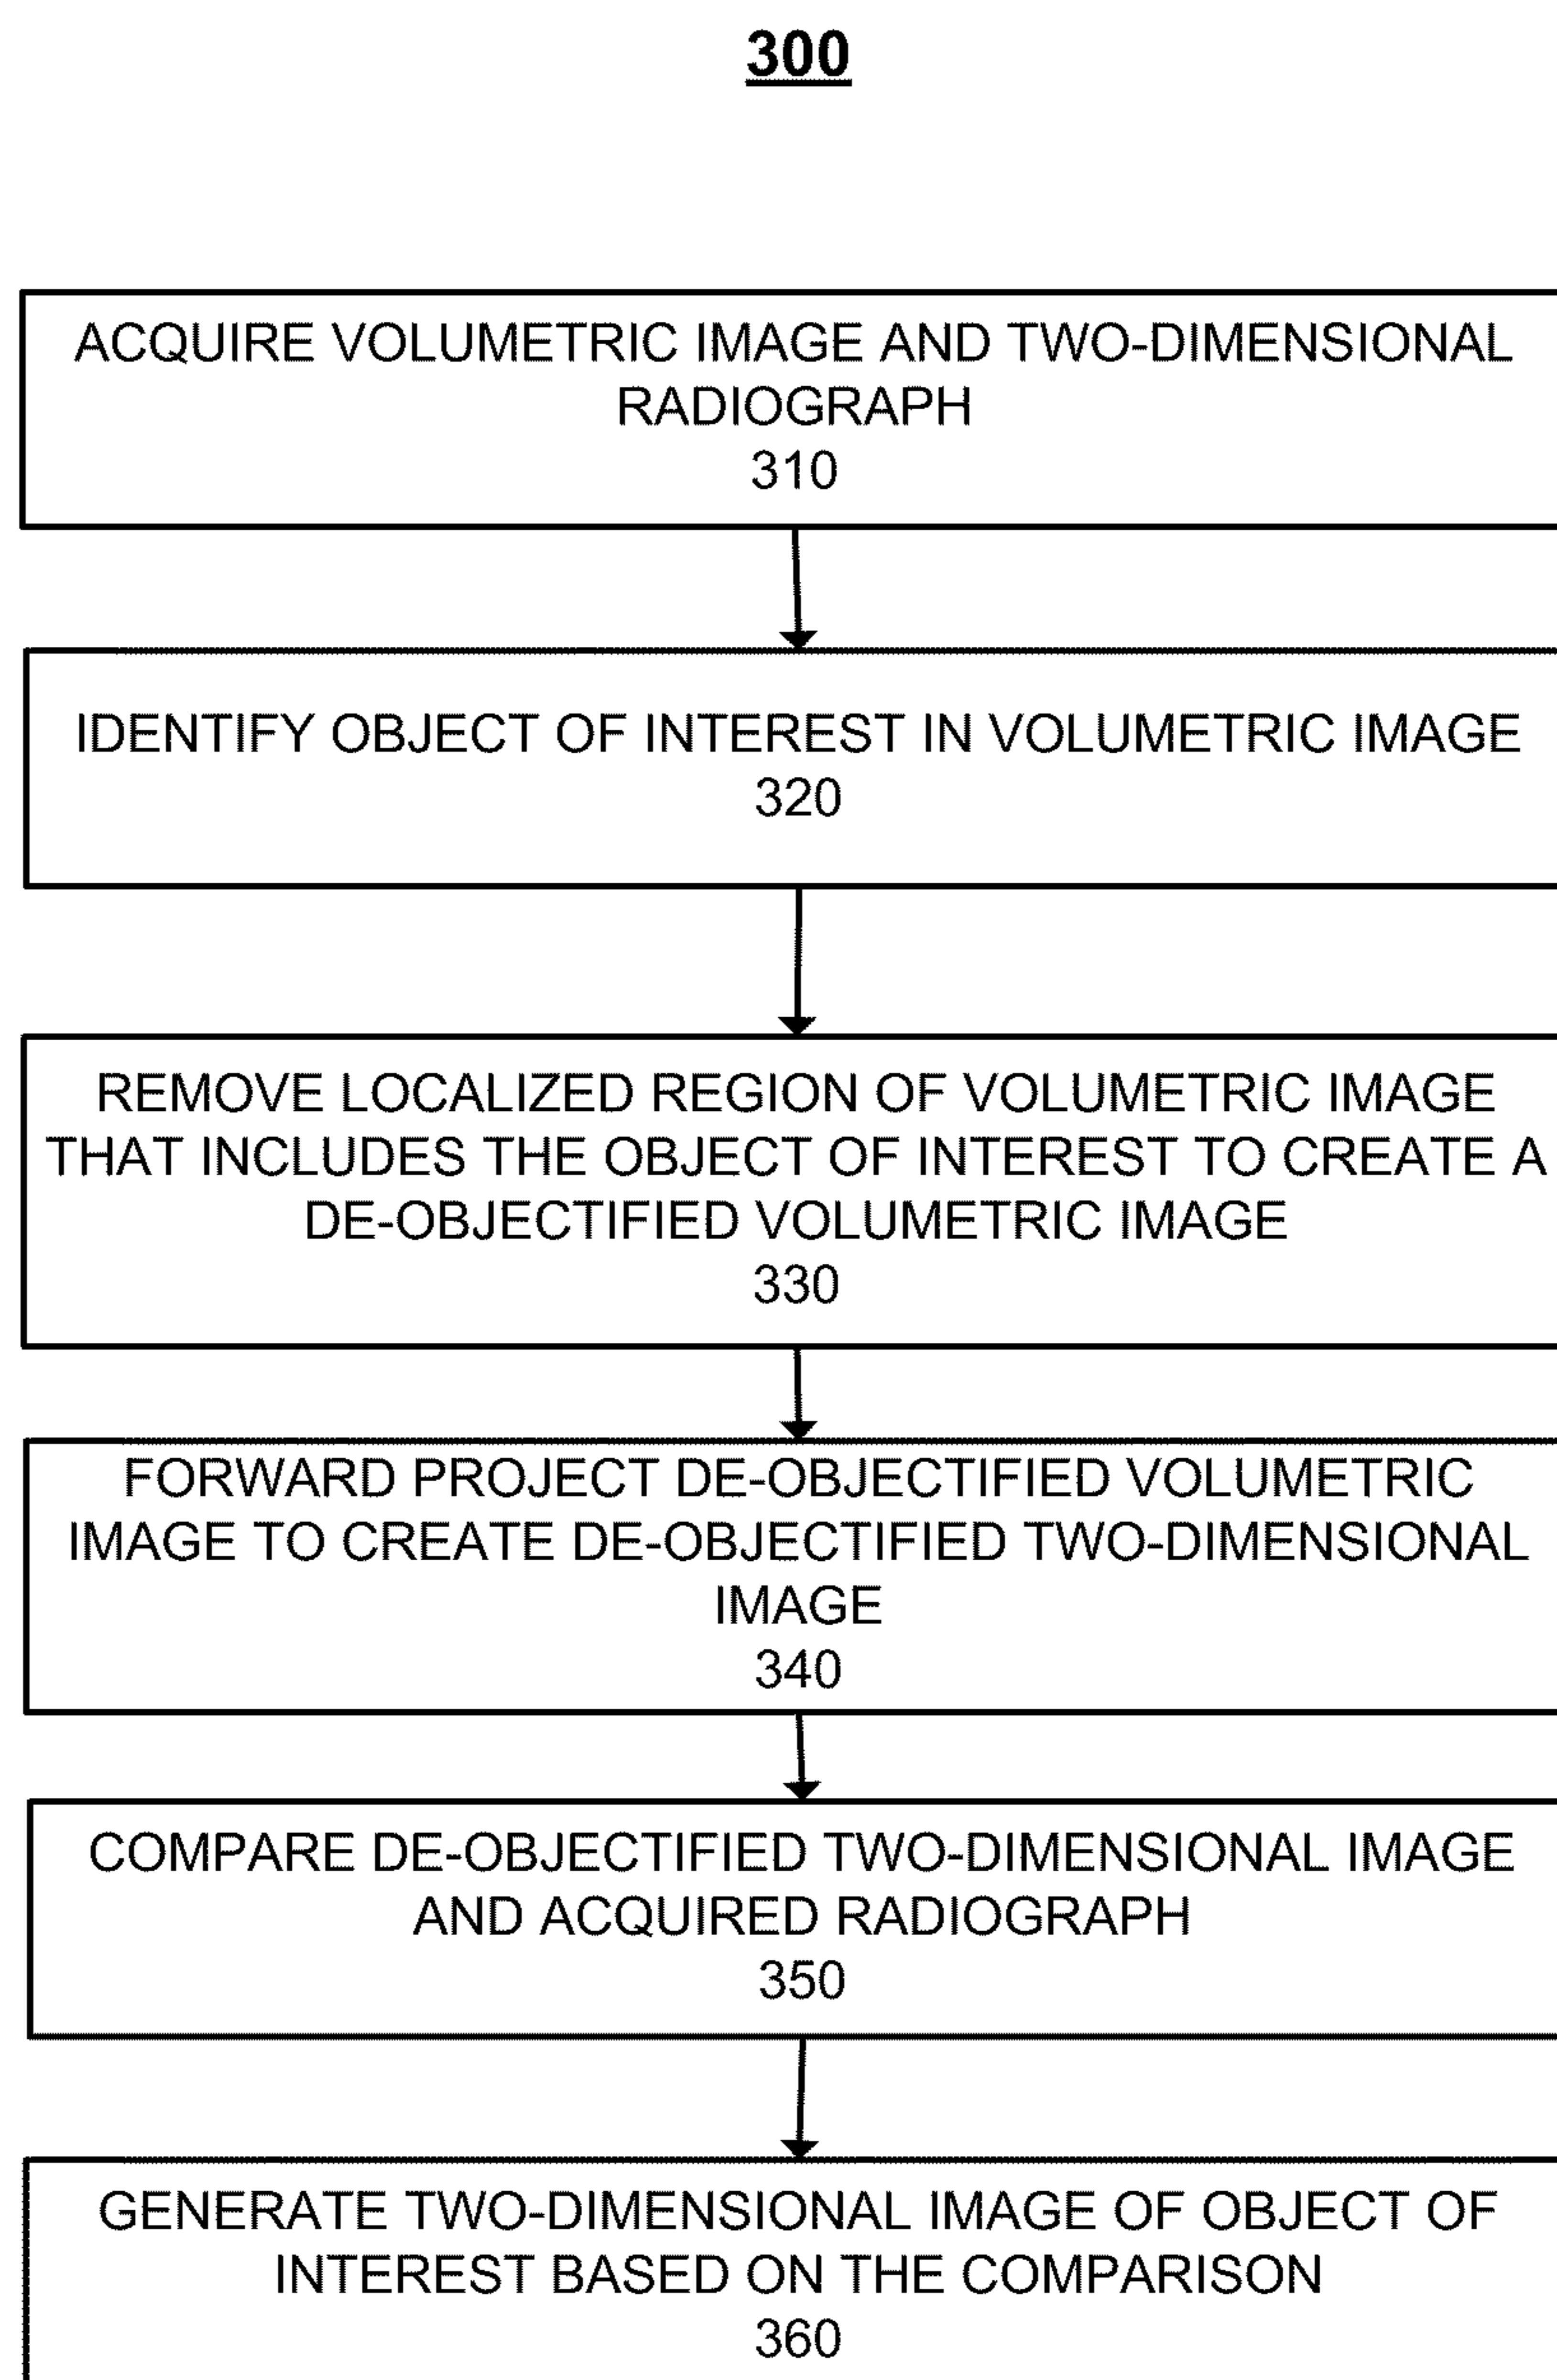 300
ACQUIRE VOLUMETRIC IMAGE AND TWO-DIMENSIONAL
RADIOGRAPH
310
IDENTIFY OBJECT OF INTEREST IN VOLUMETRIC IMAGE
320
REMOVE LOCALIZED REGION OF VOLUMETRIC IMAGE
THAT INCLUDES THE OBJECT OF INTEREST TO CREATE A
DE-OBJECTIFIED VOLUMETRIC IMAGE
330
FORWARD PROJECT DE-OBJECTIFIED VOLUMETRIC
IMAGE TO CREATE DE-OBJECTIFIED TWO-DIMENSIONAL
IMAGE
340
COMPARE DE-OBJECTIFIED TWO-DIMENSIONAL IMAGE
AND ACQUIRED RADIOGRAPH
350
GENERATE TWO-DIMENSIONAL IMAGE OF OBJECT OF
INTEREST BASED ON THE COMPARISON
360